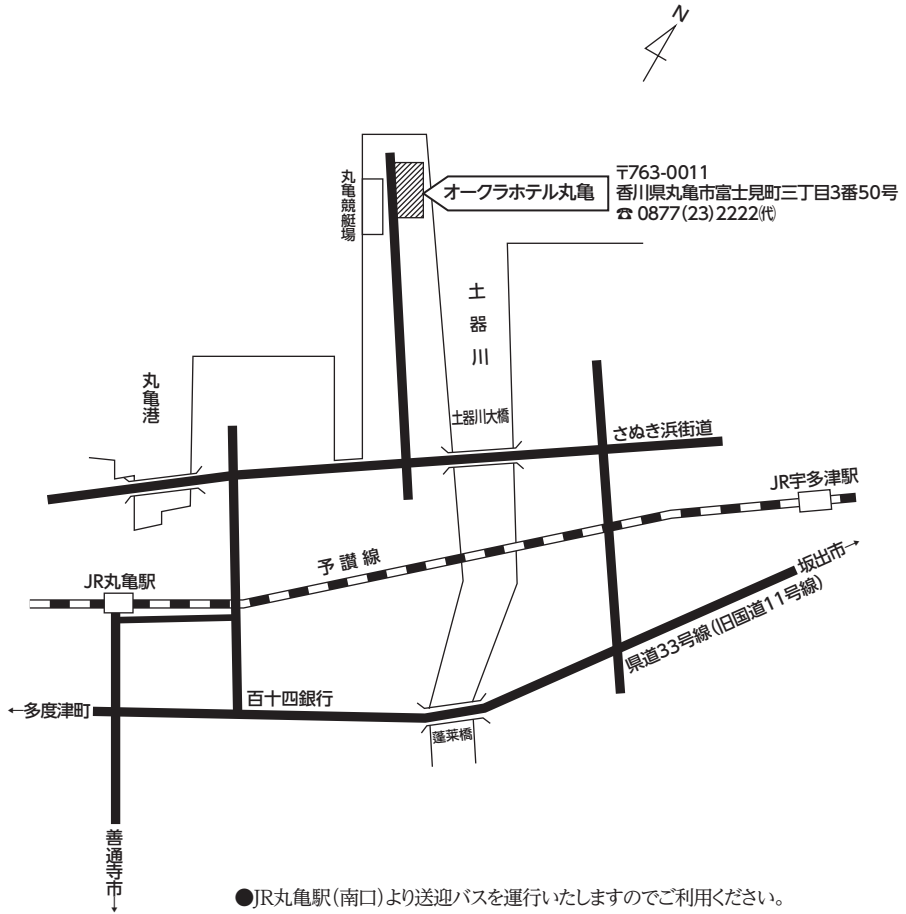 N
〒763-0011
香川県丸亀市富士見町三丁目3番50号
☎ 0877(23)2222㈹
オークラホテル丸亀
丸亀競艇場
土器川
丸亀港
土器川大橋
さぬき浜街道
JR宇多津駅
予讃線
坂出市→
JR丸亀駅
県道33号線(旧国道11号線)
百十四銀行
←多度津町
蓬莱橋
善通寺市
●JR丸亀駅(南口)より送迎バスを運行いたしますのでご利用ください。